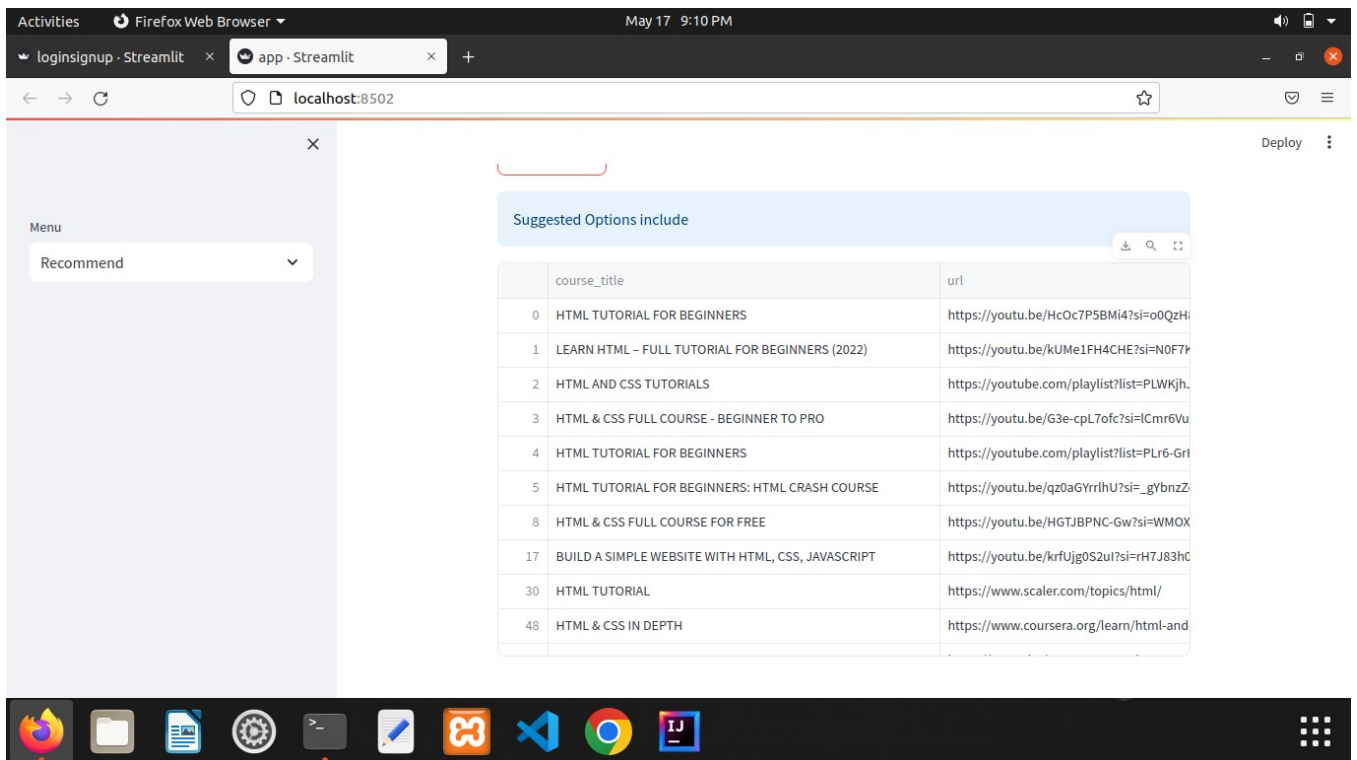 Activities Firefox Web Browser May 17 9:10 PM
loginsignup · Streamlit app · Streamlit
localhost:8502
Deploy
Suggested Options include
Menu
Recommend
course_title url
0 HTML TUTORIAL FOR BEGINNERS https://youtu.be/HcOc7P5BMi4?si=o0QzH
1 LEARN HTML – FULL TUTORIAL FOR BEGINNERS (2022) https://youtu.be/kUMe1FH4CHE?si=N0F7
2 HTML AND CSS TUTORIALS https://youtube.com/playlist?list=PLWKjh
3 HTML & CSS FULL COURSE - BEGINNER TO PRO https://youtu.be/G3e-cpL7ofc?si=lCmr6Vu
4 HTML TUTORIAL FOR BEGINNERS https://youtube.com/playlist?list=PLr6-Gr
5 HTML TUTORIAL FOR BEGINNERS: HTML CRASH COURSE https://youtu.be/qz0aGYrrlhU?si=_gYbnzZ
8 HTML & CSS FULL COURSE FOR FREE https://youtu.be/HGTJBPNC-Gw?si=WMOX
17 BUILD A SIMPLE WEBSITE WITH HTML, CSS, JAVASCRIPT https://youtu.be/krfUjg0S2uI?si=rH7J83h
30 HTML TUTORIAL https://www.scaler.com/topics/html/
48 HTML & CSS IN DEPTH https://www.coursera.org/learn/html-and
IJ